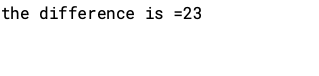 the difference is =23